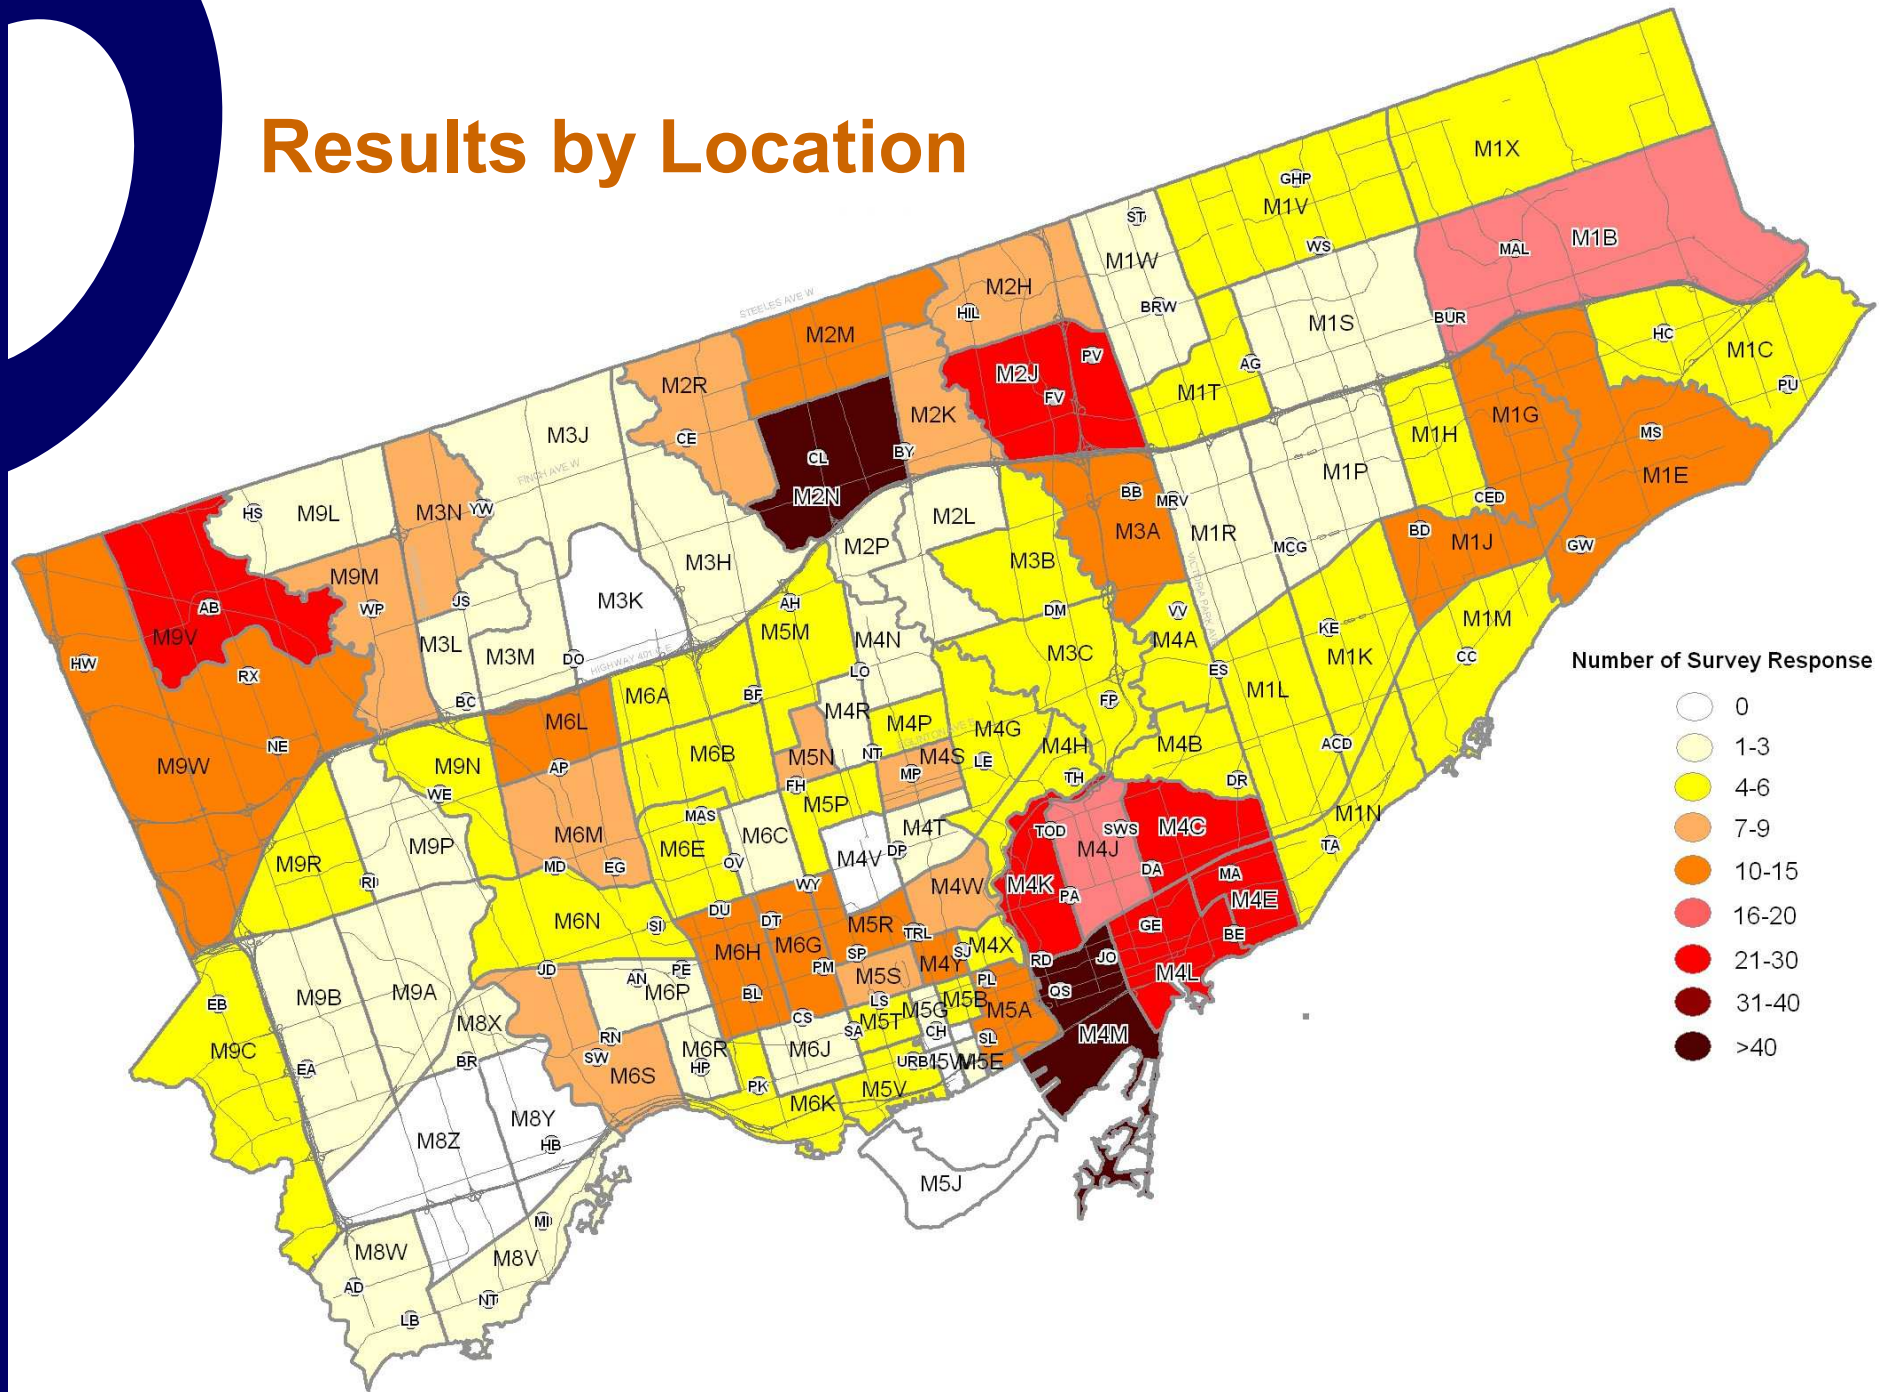 Results by Location
M1X
GHP
M1V
ST
WS
MAL
M1B
M1W
M2H
STEELES AVE W
HIL
BRW
M1S
BUR
HC
M1C
M2M
PV
M2J
AG
PU
M2R
FV
M1T
M2K
M1G
M3J
CE
M1H
MS
CL
BY
FINCH AVE W
M1P
M1E
M2N
BB
MRV
CED
HS
M9L
M3N
YW
M2L
M3A
M1R
BD
M1J
GW
M2P
MCG
M3H
M3B
M9M
M3K
AB
WP
JS
AH
DM
VV
M1M
M9V
M5M
M4N
M4A
KE
M3L
M3M
M3C
M1K
CC
HW
DO
HIGHWAY 401 C E
VICTORIA PARK AVE
RX
LO
ES
Number of Survey Response
BC
M6A
BF
FP
M1L
0
M6L
M4R
M4P
M4G
M4H
M4B
ACD
1-3
NE
M6B
M5N
NT
M4S
LE
M9W
M9N
AP
MP
TH
DR
4-6
WE
FH
M5P
M1N
MAS
7-9
M6M
M6C
M4T
TOD
SWS
M4C
M9P
M6E
M4J
TA
M9R
MD
EG
OV
M4V
DP
DA
MA
10-15
RI
WY
M4W
M4K
PA
M4E
16-20
DU
DT
M5R
M6N
SI
TRL
GE
BE
M6H
M6G
SP
SJ
M4X
21-30
JD
PE
PM
M4Y
RD
JO
AN
M5S
PL
M4L
M9B
M9A
M6P
BL
QS
31-40
EB
LS
M5B
M5A
M8X
CS
M5G
SA
M5T
CH
SL
M4M
>40
RN
M6J
M9C
SW
M6R
BR
HP
URB
M5E
EA
M6S
PK
M5V
M6K
M8Y
M8Z
HB
M5J
MI
M8W
M8V
AD
NT
LB